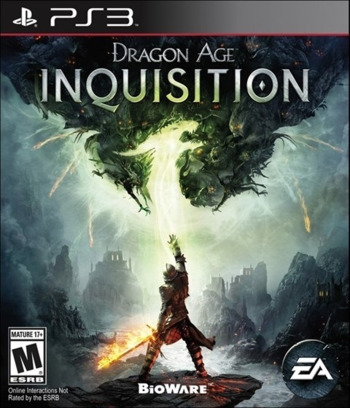 PS3
DRAGON AGE
INQUISITION
MATURE 17+
M
ESRB
Online Interactions Not
Rated by the ESRB
BIOWARE
EA